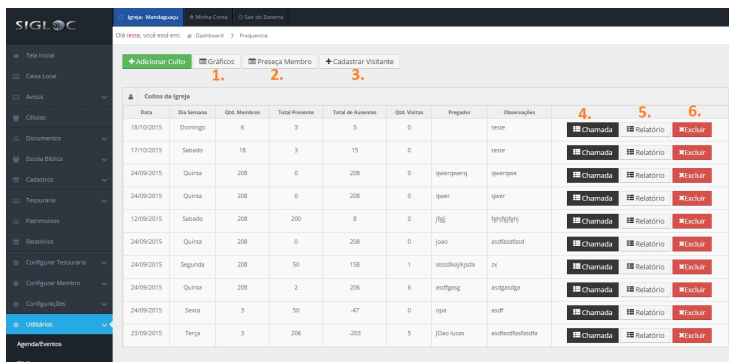 SIGLOC
Igreja: Mandaguaçu Minha Conta Sair do Sistema
Olá teste, você está em: Dashboard > Frequencia
Tela Inicial
Caixa Local
Avisos
Células
Documentos
Escola Bíblica
Cadastros
Tesouraria
Patrimonios
Relatórios
Configurar Tesouraria
Configurar Membro
Configurações
Utilitários
Agenda/Eventos
+Adicionar Culto Gráficos Preseça Membro +Cadastrar Visitante
1. 2. 3.
Cultos da Igreja
4. 5. 6.
Data Dia Semana Qtd. Membros Total Presente Total de Ausentes Qtd. Visitas Pregador Observações
18/10/2015 Domingo 6 3 3 0 teste Chamada Relatório Excluir
17/10/2015 Sabado 18 3 15 0 teste Chamada Relatório Excluir
24/09/2015 Quinta 208 0 208 0 qwerqwerq qwerqwe Chamada Relatório Excluir
24/09/2015 Quinta 208 0 208 0 qwer qwer Chamada Relatório Excluir
12/09/2015 Sabado 208 200 8 0 Chamada Relatório Excluir
24/09/2015 Quinta 208 0 208 0 joao asdfasdfasd Chamada Relatório Excluir
24/09/2015 Segunda 208 50 158 1 zx Chamada Relatório Excluir
24/09/2015 Quinta 208 2 206 6 asdfgasg asdgasdga Chamada Relatório Excluir
24/09/2015 Sexta 3 50 -47 0 opa asdf Chamada Relatório Excluir
23/09/2015 Terça 3 206 -203 5 JOao lucas asdfasdfasfasdfa Chamada Relatório Excluir